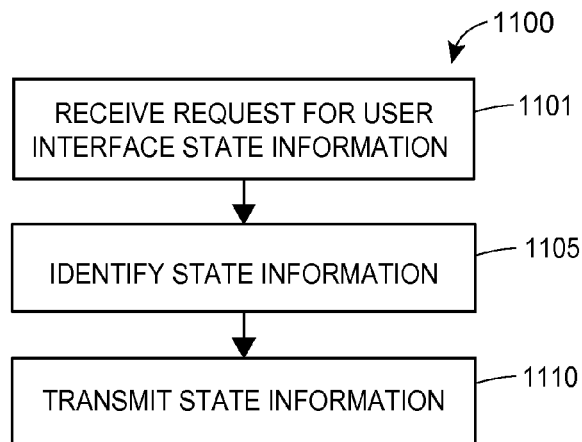 1100
RECEIVE REQUEST FOR USER
INTERFACE STATE INFORMATION
1101
IDENTIFY STATE INFORMATION
1105
TRANSMIT STATE INFORMATION
1110